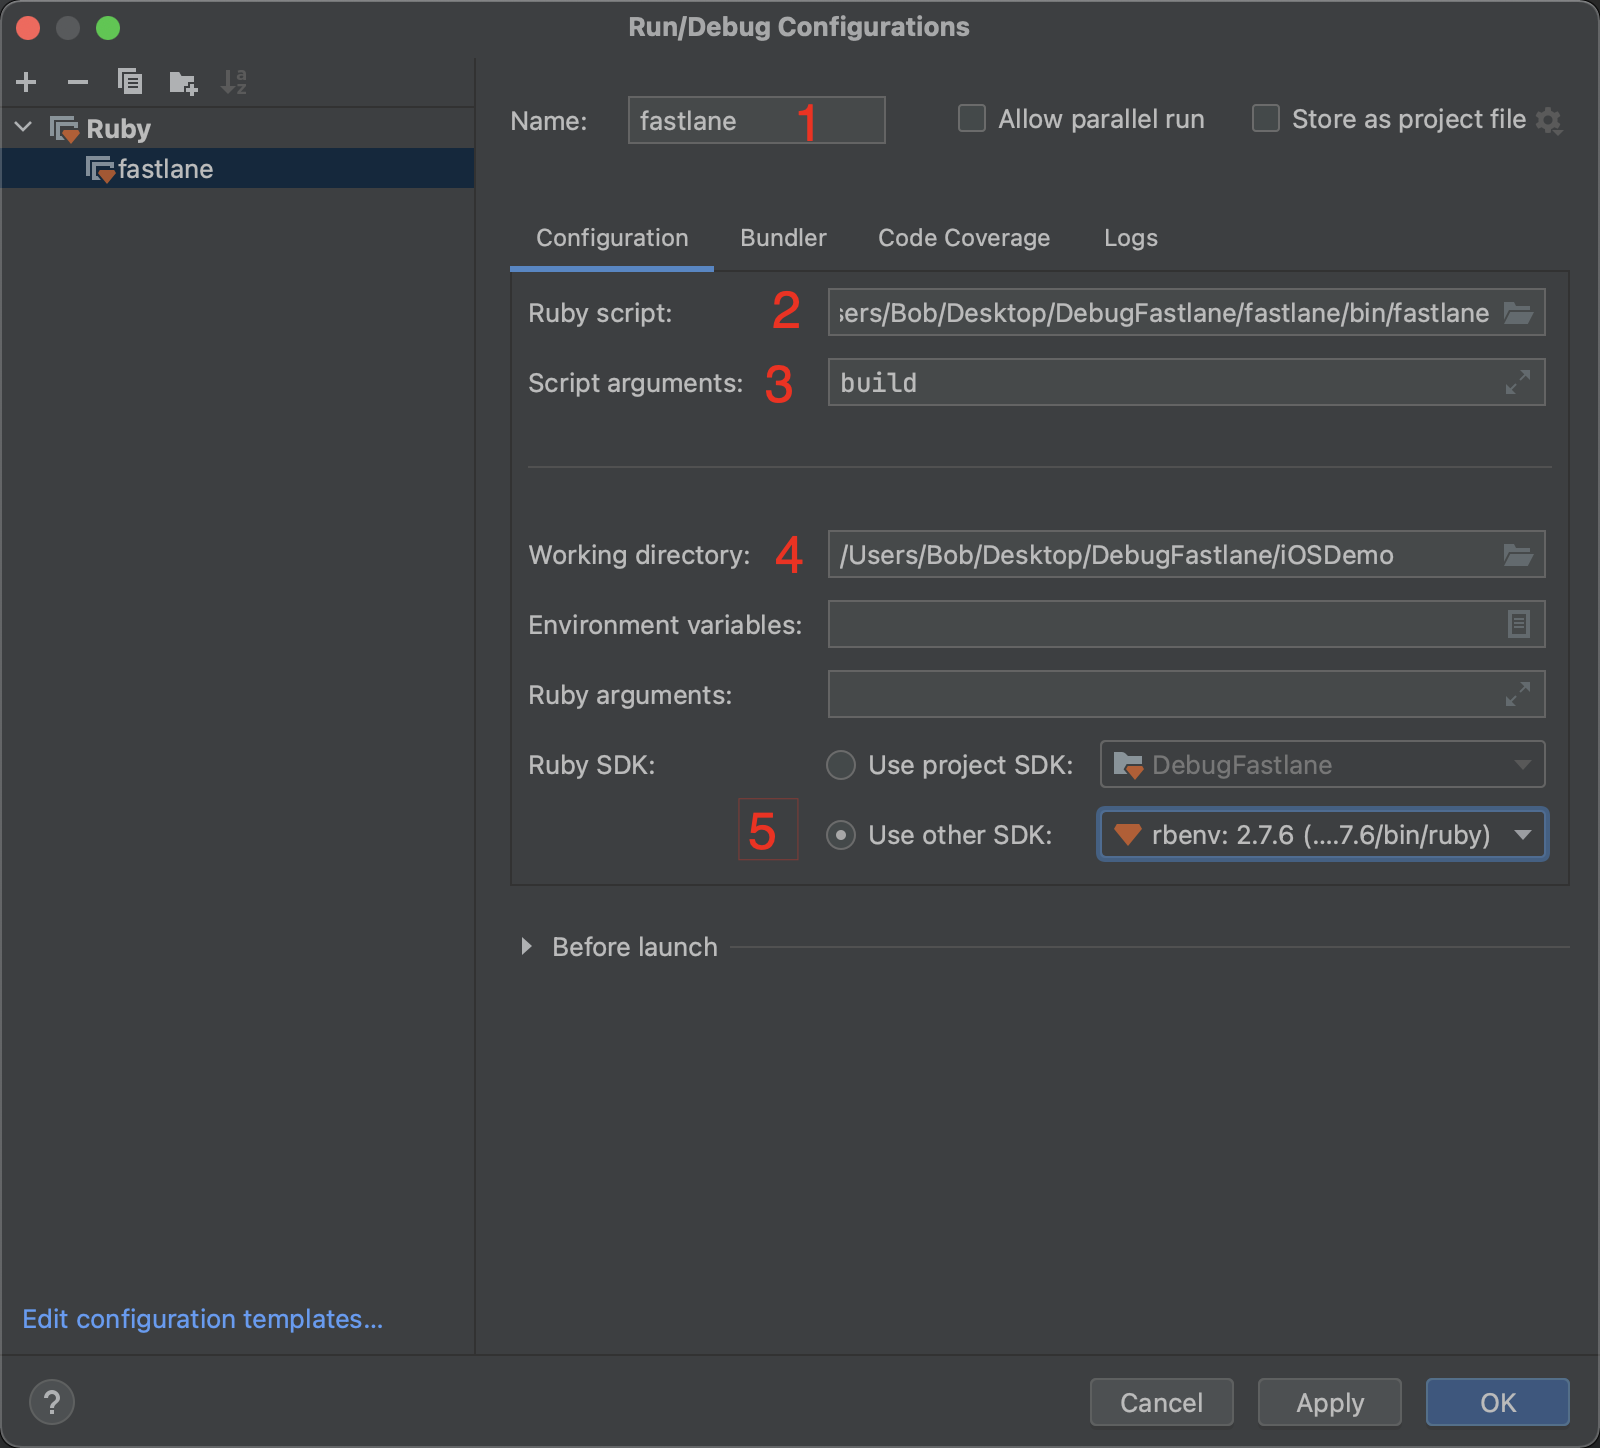 Run/Debug Configurations
Ruby
fastlane
Name: fastlane 1 Allow parallel run Store as project file
Configuration Bundler Code Coverage Logs
Ruby script: 2 sers/Bob/Desktop/DebugFastlane/fastlane/bin/fastlane
Script arguments: 3 build
Working directory: 4 /Users/Bob/Desktop/DebugFastlane/iOSDemo
Environment variables:
Ruby arguments:
Ruby SDK: Use project SDK: DebugFastlane
5 Use other SDK: rbenv: 2.7.6 (....7.6/bin/ruby)
Before launch
Edit configuration templates...
? Cancel Apply OK